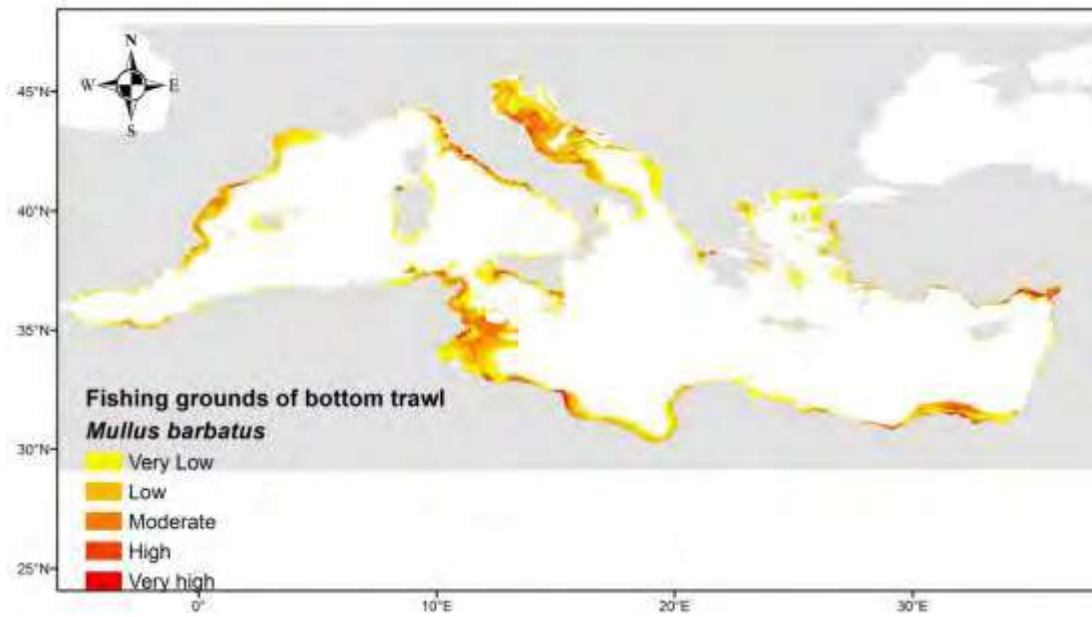 N
W E
S
45°N
40°N
35°N
30°N
25°N
Fishing grounds of bottom trawl
Mullus barbatus
Very Low
Low
Moderate
High
Very high
0°
10°E
20°E
30°E